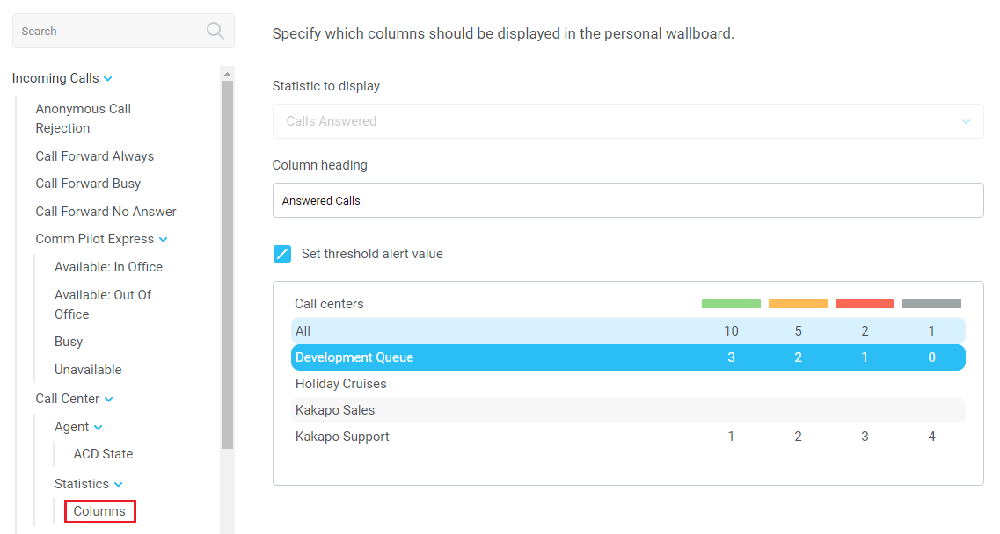 Search
Incoming Calls
Anonymous Call
Rejection
Call Forward Always
Call Forward Busy
Call Forward No Answer
Comm Pilot Express
Available: In Office
Available: Out Of
Office
Busy
Unavailable
Call Center
Agent
ACD State
Statistics
Columns
Specify which columns should be displayed in the personal wallboard.
Statistic to display
Calls Answered
Column heading
Answered Calls
Set threshold alert value
Call centers
All 10 5 2 1
Development Queue 3 2 1 0
Holiday Cruises
Kakapo Sales
Kakapo Support 1 2 3 4